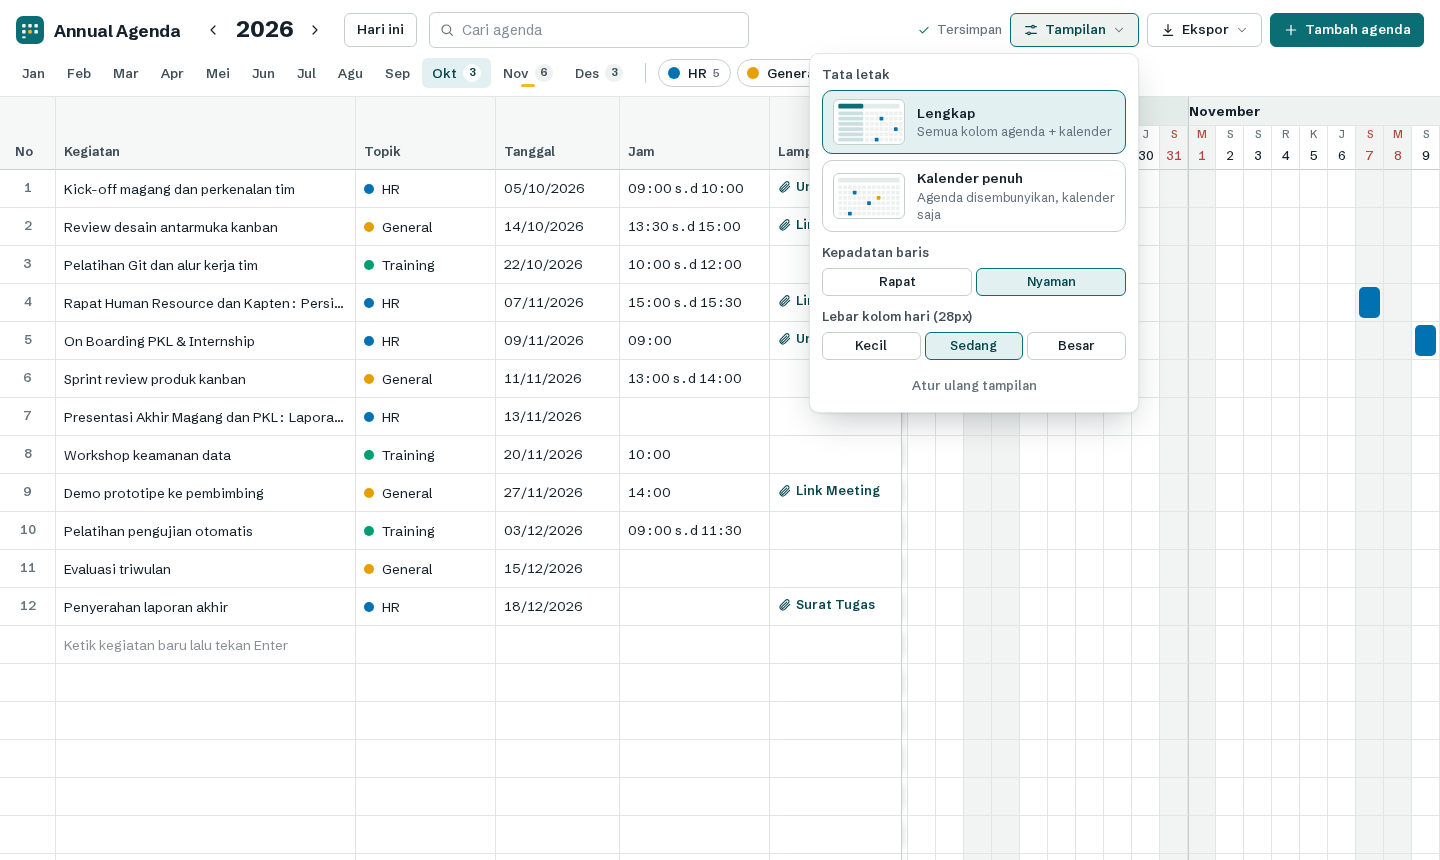 Annual Agenda
2026
Hari ini
Cari agenda
Tersimpan
Tampilan
Ekspor
Tambah agenda
Jan Feb Mar Apr Mei Jun Jul Agu Sep Okt 3 Nov 6 Des 3
HR 5
Tata letak
Lengkap
Semua kolom agenda + kalender
Kalender penuh
Agenda disembunyikan, kalender
saja
Kepadatan baris
Rapat Nyaman
Lebar kolom hari (28px)
Kecil Sedang Besar
Atur ulang tampilan
November
J S M S S R K J S M S
30 31 1 2 3 4 5 6 7 8 9
No Kegiatan Topik Tanggal Jam
1 Kick-off magang dan perkenalan tim HR 05/10/2026 09:00 s.d 10:00
2 Review desain antarmuka kanban General 14/10/2026 13:30 s.d 15:00
3 Pelatihan Git dan alur kerja tim Training 22/10/2026 10:00 s.d 12:00
4 Rapat Human Resource dan Kapten: Persi... HR 07/11/2026 15:00 s.d 15:30
5 On Boarding PKL & Internship HR 09/11/2026 09:00
6 Sprint review produk kanban General 11/11/2026 13:00 s.d 14:00
7 Presentasi Akhir Magang dan PKL: Lapora... HR 13/11/2026
8 Workshop keamanan data Training 20/11/2026 10:00
9 Demo prototipe ke pembimbing General 27/11/2026 14:00 Link Meeting
10 Pelatihan pengujian otomatis Training 03/12/2026 09:00 s.d 11:30
11 Evaluasi triwulan General 15/12/2026
12 Penyerahan laporan akhir HR 18/12/2026 Surat Tugas
Ketik kegiatan baru lalu tekan Enter